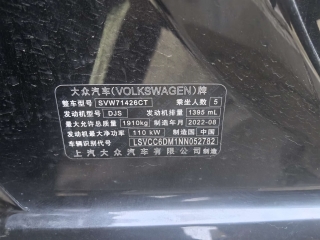 大众汽车(VOLKSWAGEN)牌
整车型号 SVW71426CT 乘坐人数 5
发动机型号 DJS 发动机排量 1395 mL
最大允许总质量 1910kg 制造年月 2022-08
发动机最大净功率 110 kW 制造国 中国
车辆识别代号 LSVCC6DM1NN052782
上汽大众汽车有限公司 制造